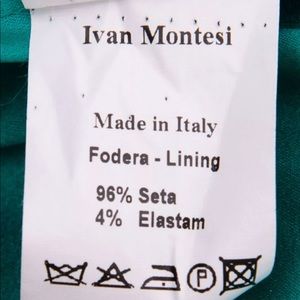 Ivan Montesi
Made in Italy
Fodera - Lining
96% Seta
4% Elastam
P